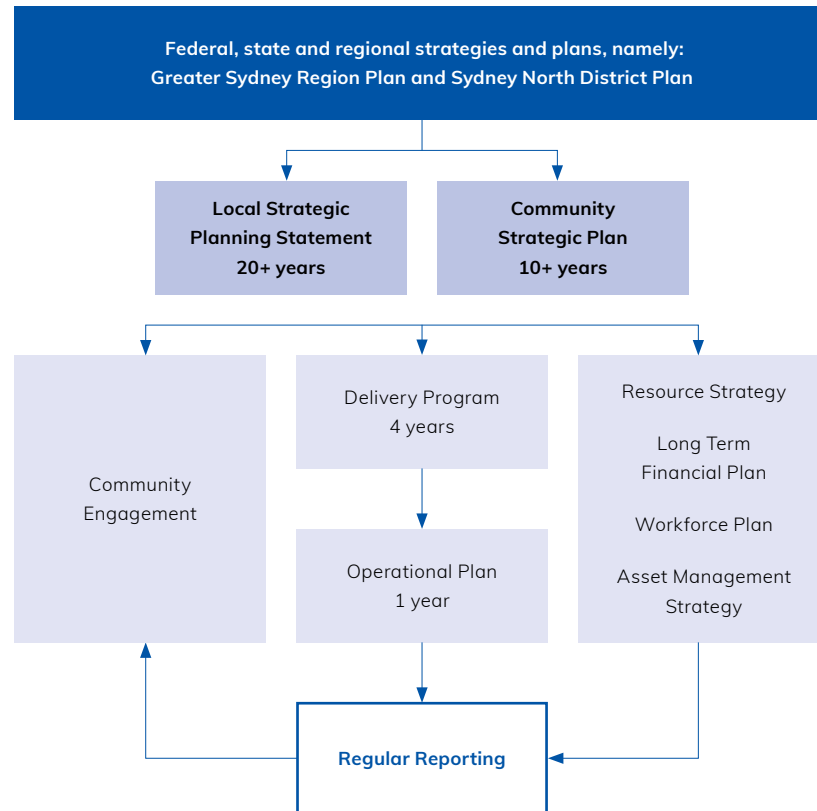 Federal, state and regional strategies and plans, namely:
Greater Sydney Region Plan and Sydney North District Plan
Local Strategic
Planning Statement
20+ years
Community
Strategic Plan
10+ years
Community
Engagement
Delivery Program
4 years
Operational Plan
1 year
Resource Strategy
Long Term
Financial Plan
Workforce Plan
Asset Management
Strategy
Regular Reporting